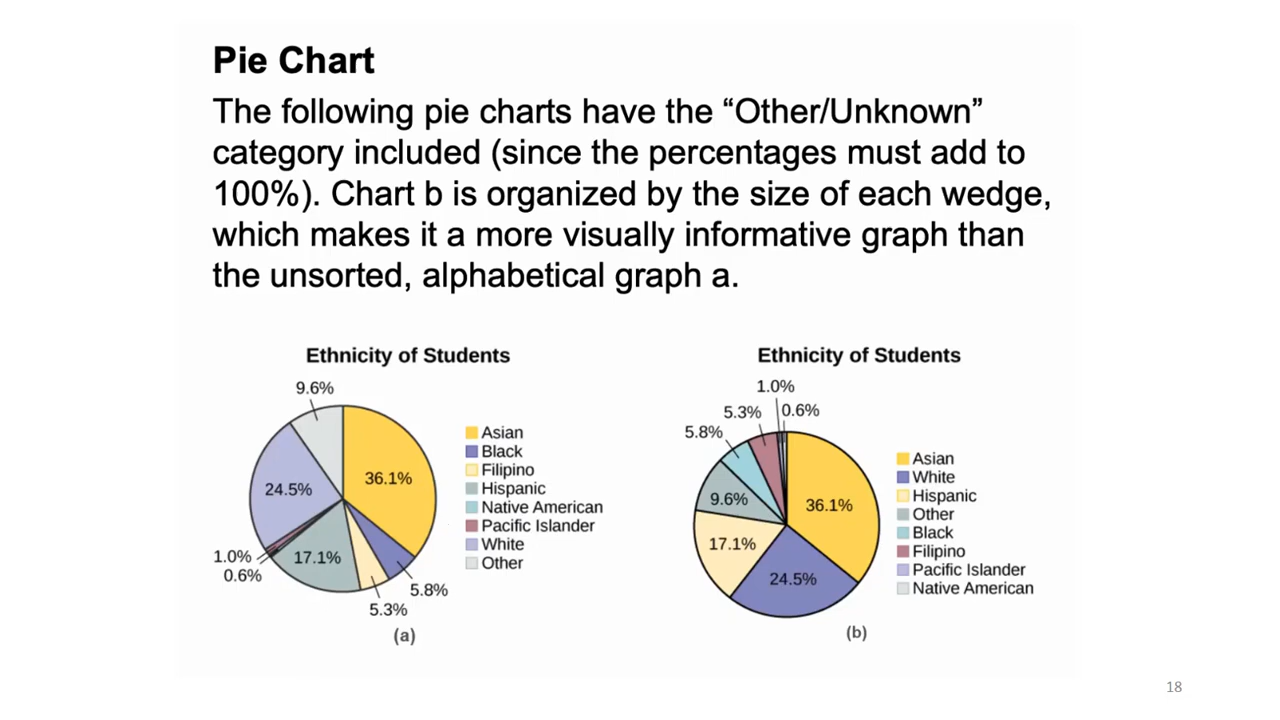 Pie Chart
The following pie charts have the “Other/Unknown”
category included (since the percentages must add to
100%). Chart b is organized by the size of each wedge,
which makes it a more visually informative graph than
the unsorted, alphabetical graph a.
Ethnicity of Students
9.6%
36.1%
24.5%
1.0%
0.6%
17.1%
5.3%
5.8%
Asian
Black
Filipino
Hispanic
Native American
Pacific Islander
White
Other
(a)
Ethnicity of Students
1.0%
0.6%
5.3%
5.8%
9.6%
36.1%
17.1%
24.5%
Asian
White
Hispanic
Other
Black
Filipino
Pacific Islander
Native American
(b)
18